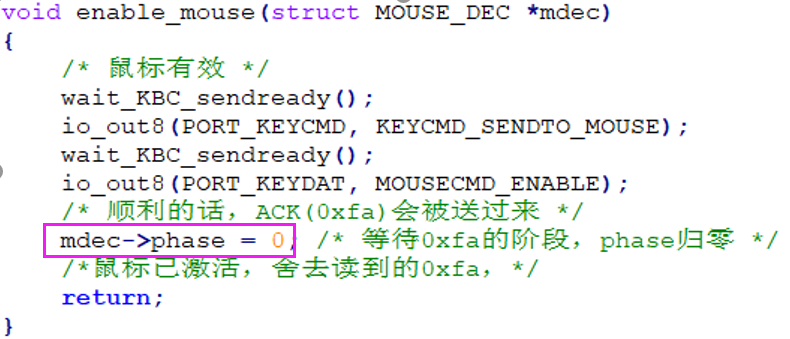 void enable_mouse(struct MOUSE_DEC *mdec)
{
/* 鼠标有效 */
wait_KBC_sendready();
io_out8(PORT_KEYCMD, KEYCMD_SENDTO_MOUSE);
wait_KBC_sendready();
io_out8(PORT_KEYDAT, MOUSECMD_ENABLE);
/* 顺利的话，ACK(0xfa)会被送过来 */
mdec->phase = 0; /* 等待0xfa的阶段，phase归零 */
/*鼠标已激活，舍去读到的0xfa，*/
return;
}